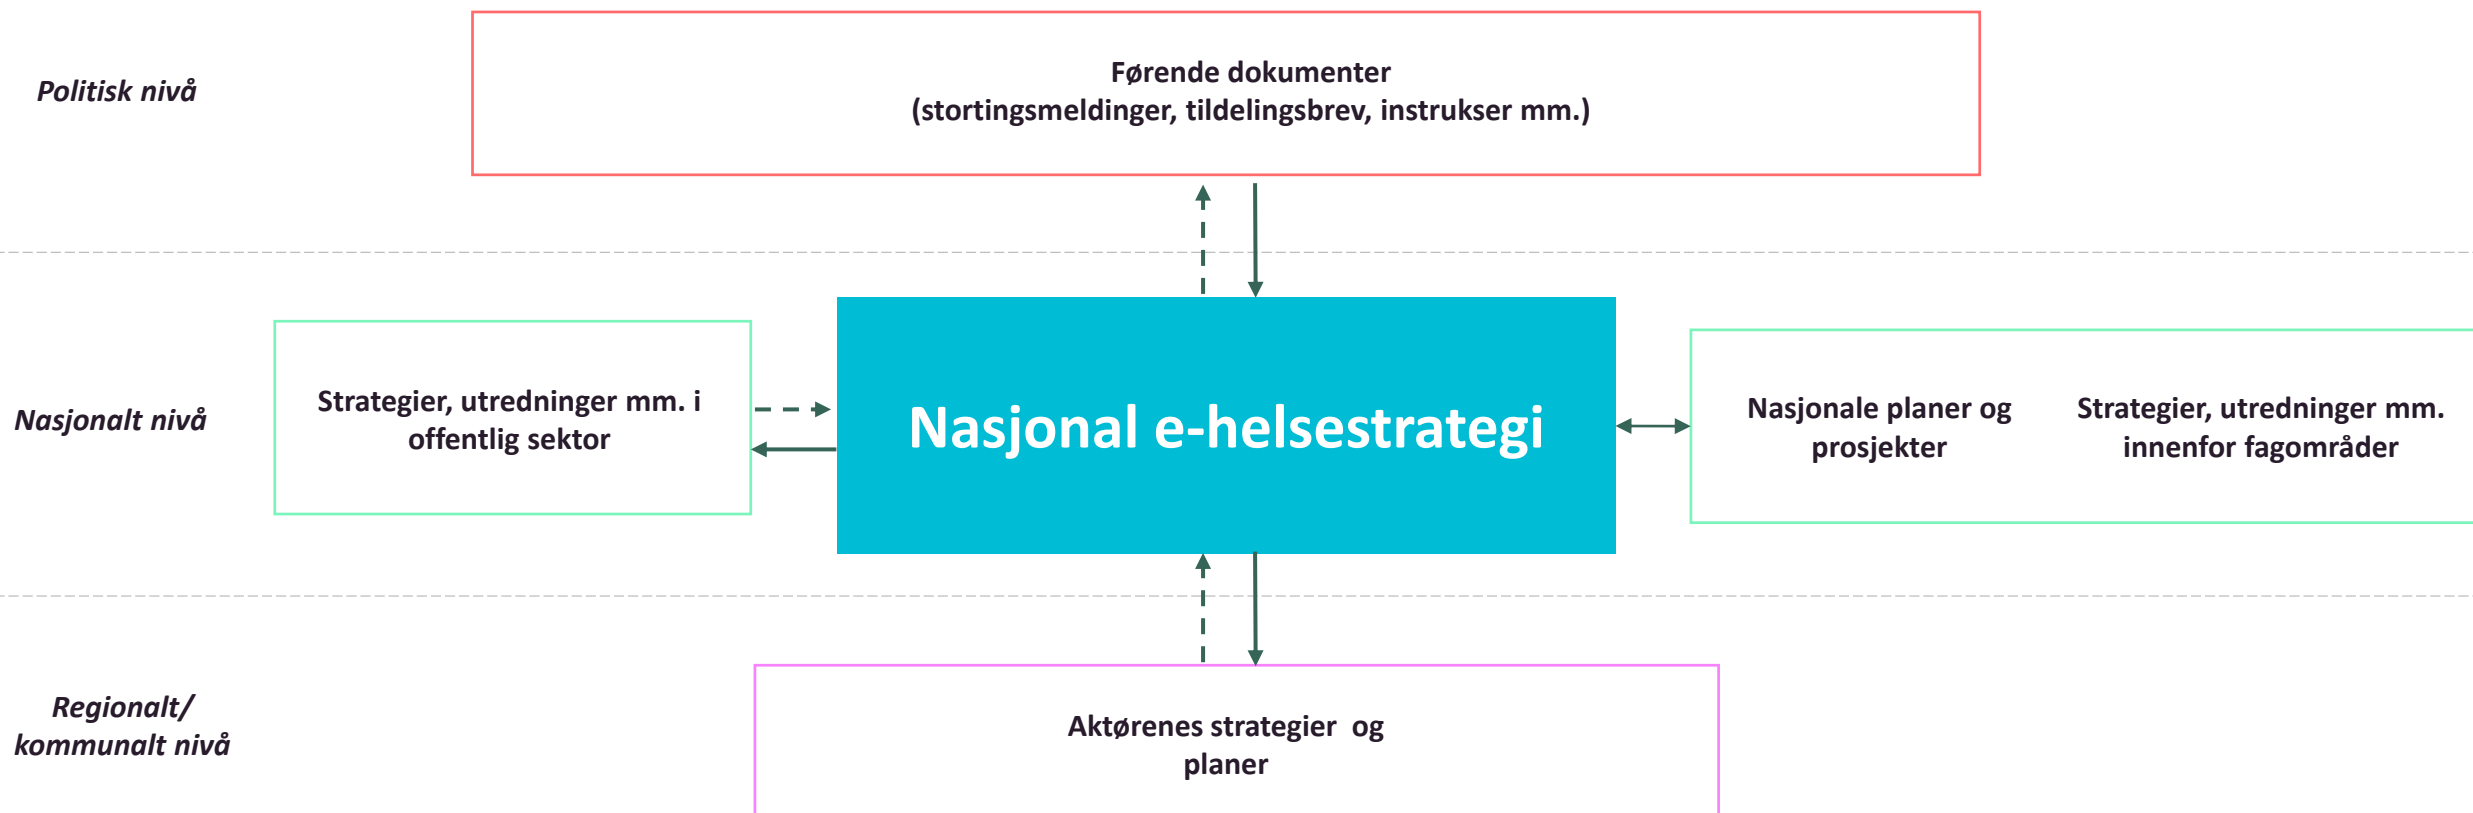 Politisk nivå
Førende dokumenter
(stortingsmeldinger, tildelingsbrev, instrukser mm.)
Nasjonalt nivå
Strategier, utredninger mm. i
offentlig sektor
Nasjonal e-helsestrategi
Nasjonale planer og
prosjekter
Strategier, utredninger mm.
innenfor fagområder
Regionalt/
kommunalt nivå
Aktørenes strategier  og
planer